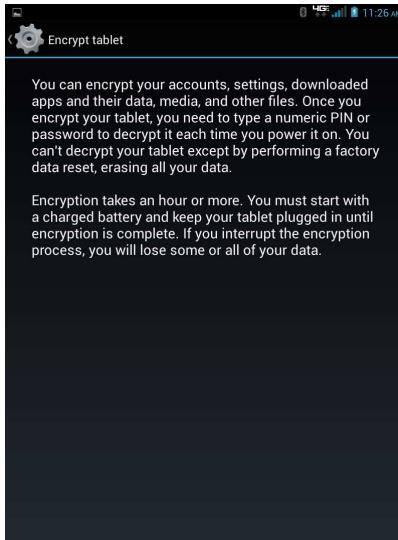 4G
11:26 AM
Encrypt tablet
You can encrypt your accounts, settings, downloaded
apps and their data, media, and other files. Once you
encrypt your tablet, you need to type a numeric PIN or
password to decrypt it each time you power it on. You
can't decrypt your tablet except by performing a factory
data reset, erasing all your data.
Encryption takes an hour or more. You must start with
a charged battery and keep your tablet plugged in until
encryption is complete. If you interrupt the encryption
process, you will lose some or all of your data.